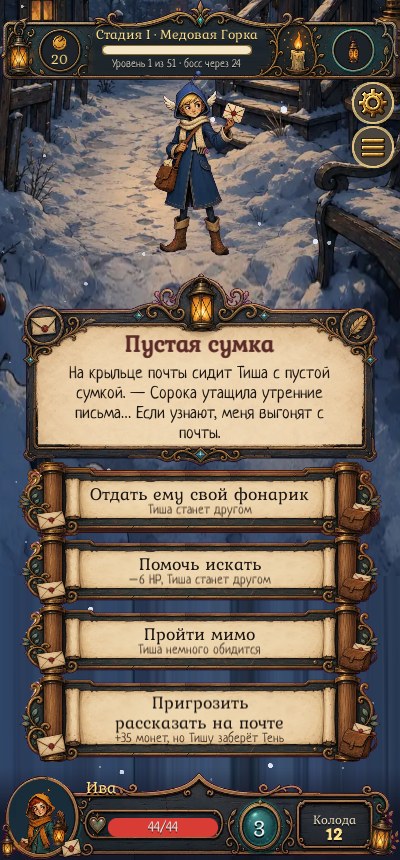 Стадия I · Медовая Горка
20
Уровень 1 из 51 · босс через 24
Пустая сумка
На крыльце почты сидит Тиша с пустой
сумкой. — Сорока утащила утренние
письма... Если узнают, меня выгонят с
почты.
Отдать ему свой фонарик
Тиша станет другом
Помочь искать
−6 HP, Тиша станет другом
Пройти мимо
Тиша немного обидится
Пригрозить
рассказать на почте
+35 монет, но Тишу заберёт Тень
Ива
44/44
3
Колода
12